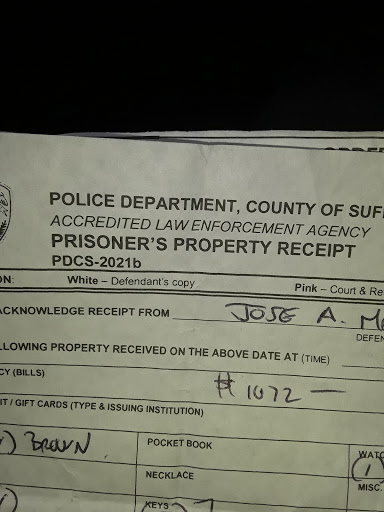 POLICE DEPARTMENT, COUNTY OF SUF
ACCREDITED LAW ENFORCEMENT AGENCY
PRISONER'S PROPERTY RECEIPT
PDCS-2021b
ON: White – Defendant's copy Pink – Court & Re
ACKNOWLEDGE RECEIPT FROM JOSE A. M
DEFEN
LLOWING PROPERTY RECEIVED ON THE ABOVE DATE AT (TIME)
CY (BILLS)
# 1072 —
IT / GIFT CARDS (TYPE & ISSUING INSTITUTION)
) BROWN POCKET BOOK WATC
(1)
NECKLACE MISC.
KEYS